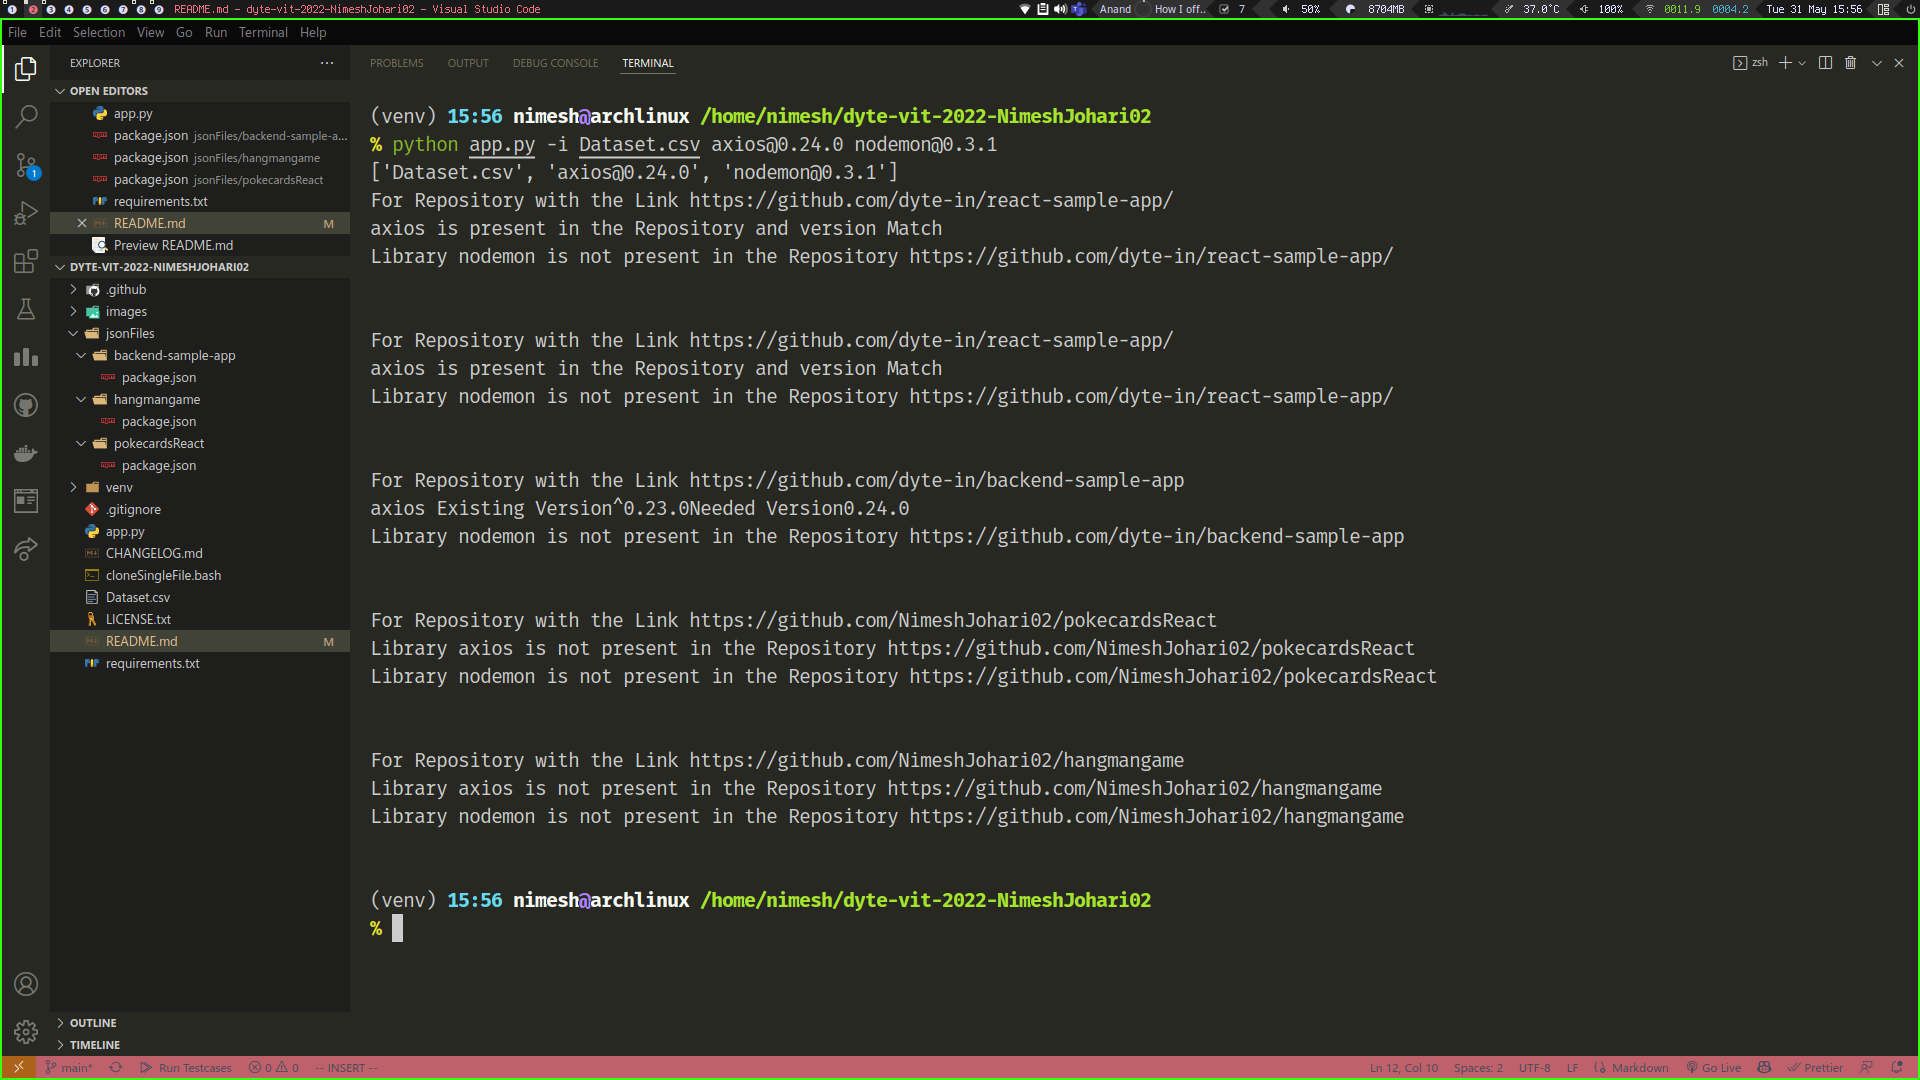 1 2 3 4 5 6 7 8 9 README.md - dyte-vit-2022-NimeshJohari02 - Visual Studio Code
Anand How I off.. 7 50% 8704MB 37.0°C 100% 0011.9 0004.2 Tue 31 May 15:56
File Edit Selection View Go Run Terminal Help
EXPLORER ···
PROBLEMS OUTPUT DEBUG CONSOLE TERMINAL
zsh
OPEN EDITORS
app.py
package.json jsonFiles/backend-sample-a...
package.json jsonFiles/hangmangame
package.json jsonFiles/pokecardsReact
requirements.txt
README.md M
Preview README.md
DYTE-VIT-2022-NIMESHJOHARI02
.github
images
jsonFiles
backend-sample-app
package.json
hangmangame
package.json
pokecardsReact
package.json
venv
.gitignore
app.py
CHANGELOG.md
cloneSingleFile.bash
Dataset.csv
LICENSE.txt
README.md M
requirements.txt
OUTLINE
TIMELINE
1
(venv) 15:56 nimesh@archlinux /home/nimesh/dyte-vit-2022-NimeshJohari02
% python app.py -i Dataset.csv axios@0.24.0 nodemon@0.3.1
['Dataset.csv', 'axios@0.24.0', 'nodemon@0.3.1']
For Repository with the Link https://github.com/dyte-in/react-sample-app/
axios is present in the Repository and version Match
Library nodemon is not present in the Repository https://github.com/dyte-in/react-sample-app/
For Repository with the Link https://github.com/dyte-in/react-sample-app/
axios is present in the Repository and version Match
Library nodemon is not present in the Repository https://github.com/dyte-in/react-sample-app/
For Repository with the Link https://github.com/dyte-in/backend-sample-app
axios Existing Version^0.23.0Needed Version0.24.0
Library nodemon is not present in the Repository https://github.com/dyte-in/backend-sample-app
For Repository with the Link https://github.com/NimeshJohari02/pokecardsReact
Library axios is not present in the Repository https://github.com/NimeshJohari02/pokecardsReact
Library nodemon is not present in the Repository https://github.com/NimeshJohari02/pokecardsReact
For Repository with the Link https://github.com/NimeshJohari02/hangmangame
Library axios is not present in the Repository https://github.com/NimeshJohari02/hangmangame
Library nodemon is not present in the Repository https://github.com/NimeshJohari02/hangmangame
(venv) 15:56 nimesh@archlinux /home/nimesh/dyte-vit-2022-NimeshJohari02
%
main* Run Testcases 0 0 -- INSERT -- Ln 12, Col 10 Spaces: 2 UTF-8 LF Markdown Go Live Prettier